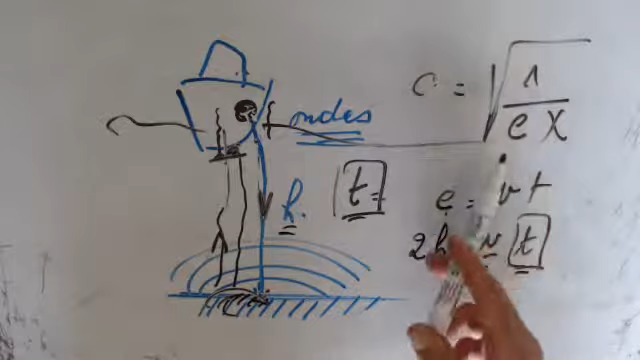 ondes
c = √ 1 / e X
t =
h
e = v t
2h = v t